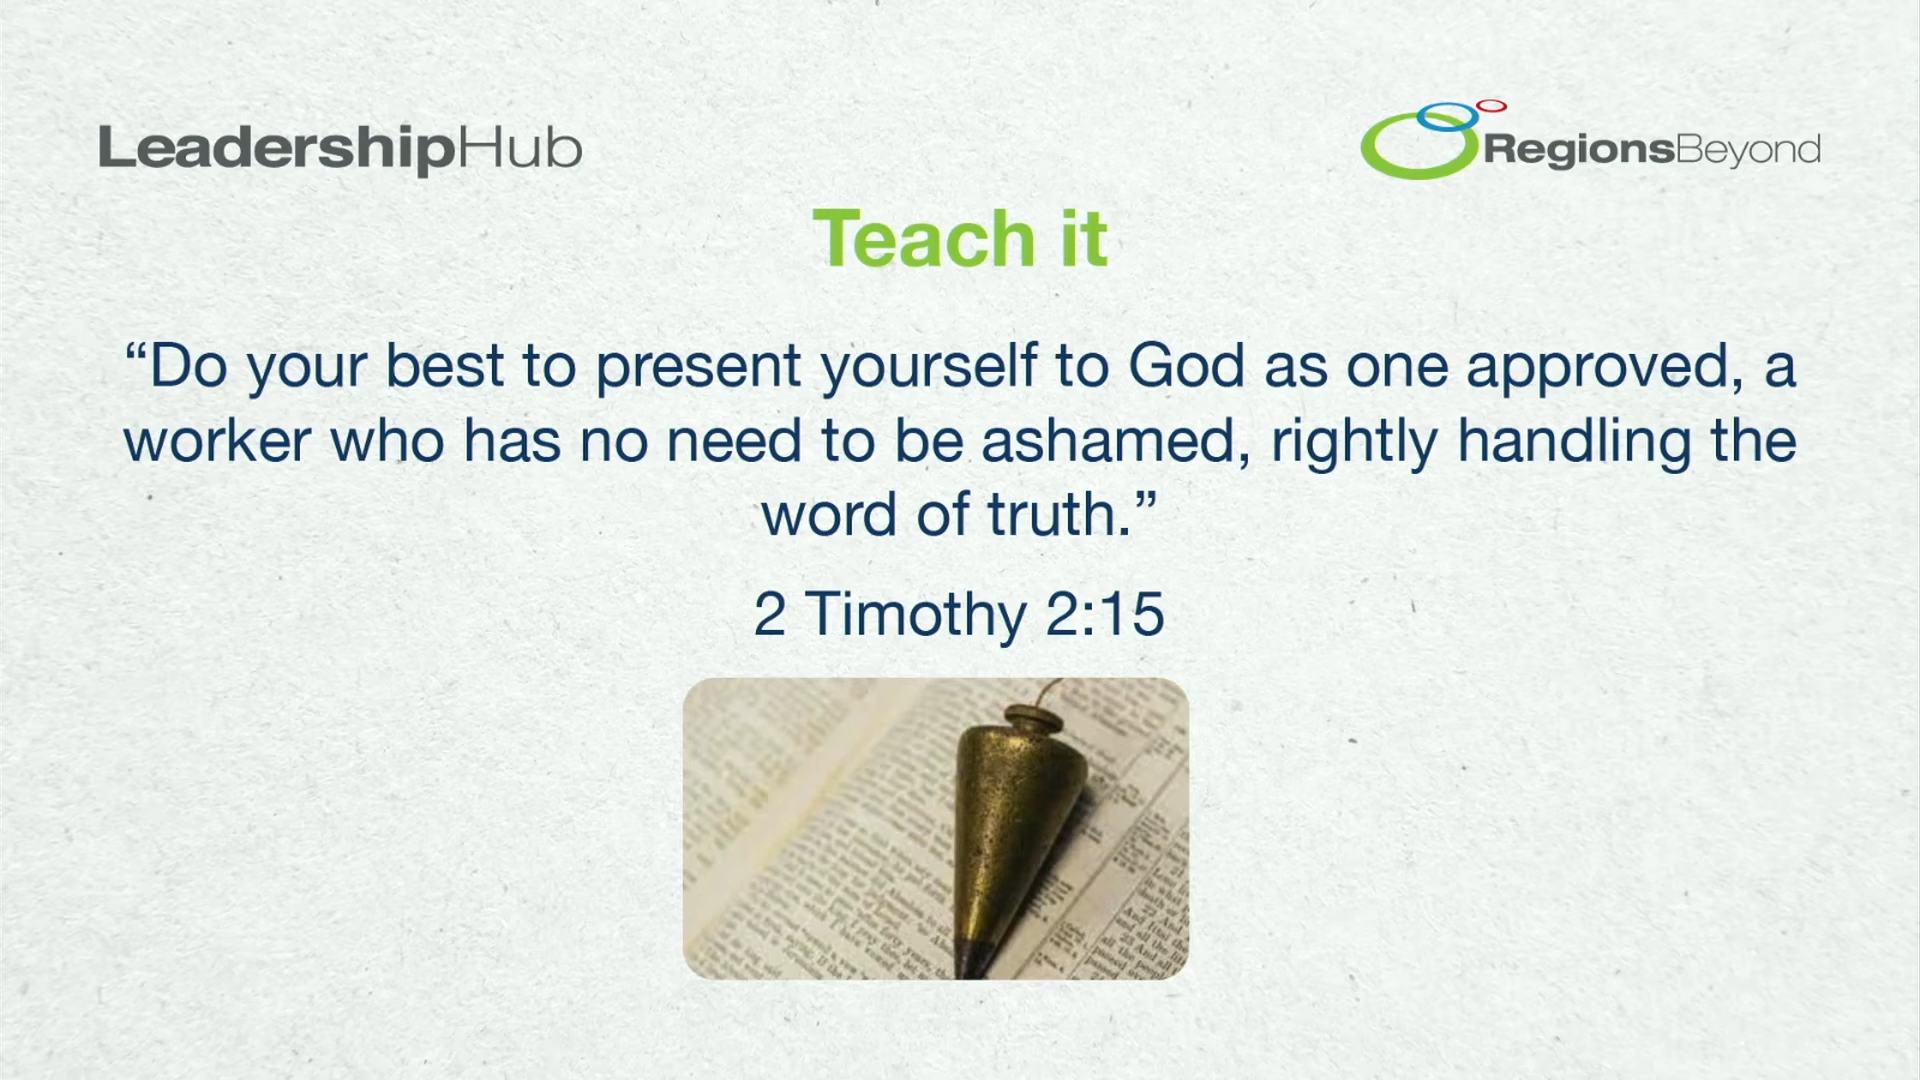 LeadershipHub
RegionsBeyond
Teach it
“Do your best to present yourself to God as one approved, a
worker who has no need to be ashamed, rightly handling the
word of truth.”
2 Timothy 2:15